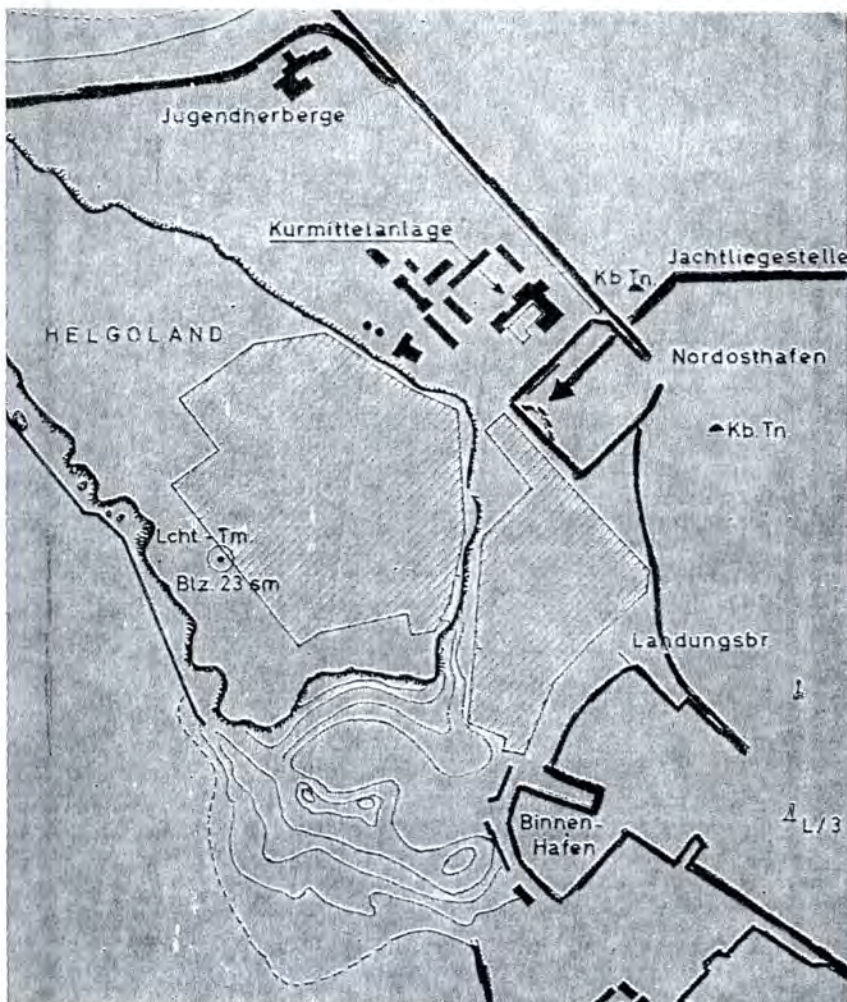 Jugendherberge
Kurmittelanlage
Kb.Tn.
Jachtliegestelle
HELGOLAND
Nordosthafen
Kb.Tn.
Lcht.-Tm.
Blz. 23 sm
Landungsbr.
L/3
Binnen-
Hafen